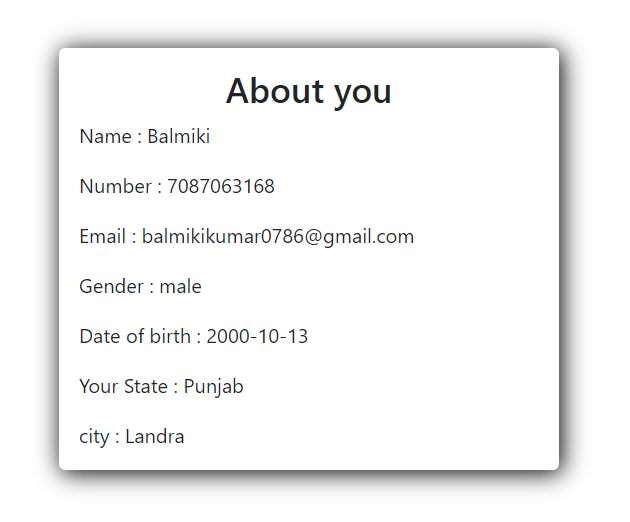 About you
Name : Balmiki
Number : 7087063168
Email : balmikikumar0786@gmail.com
Gender : male
Date of birth : 2000-10-13
Your State : Punjab
city : Landra